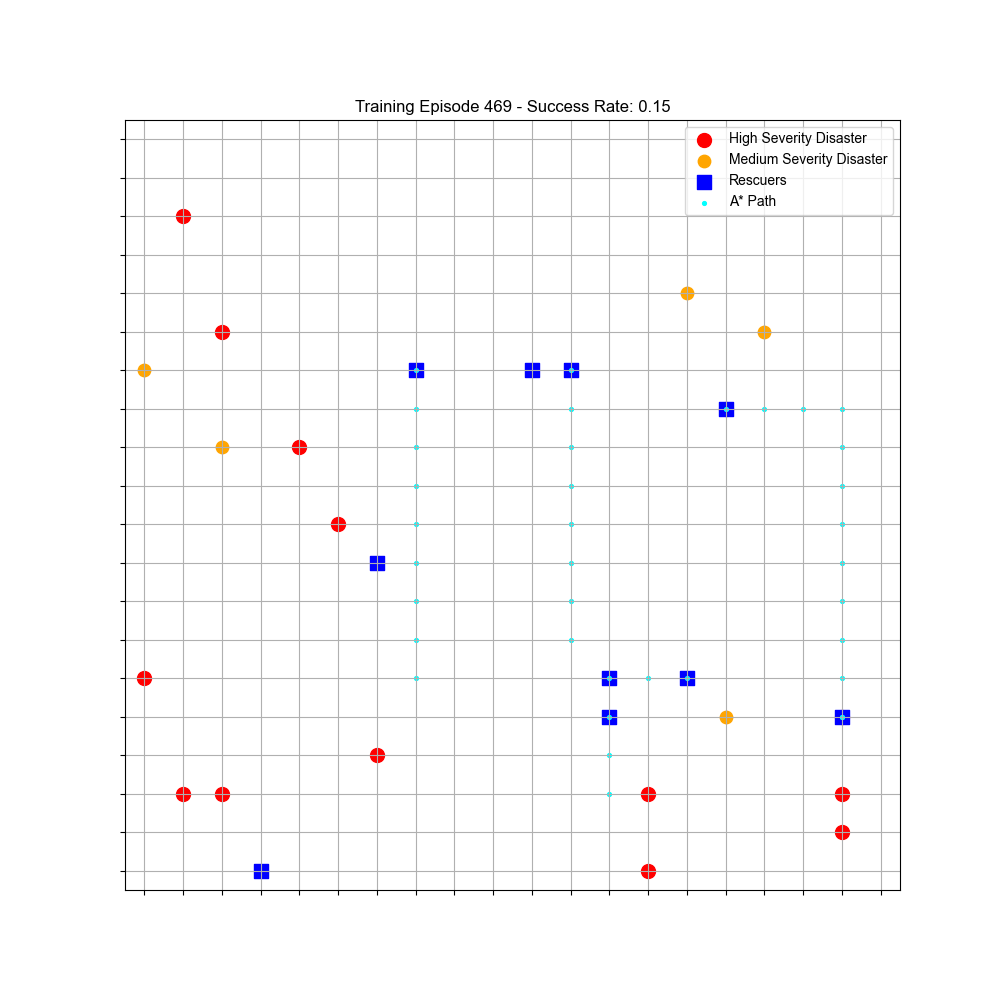 Training Episode 469 - Success Rate: 0.15
High Severity Disaster
Medium Severity Disaster
Rescuers
A* Path